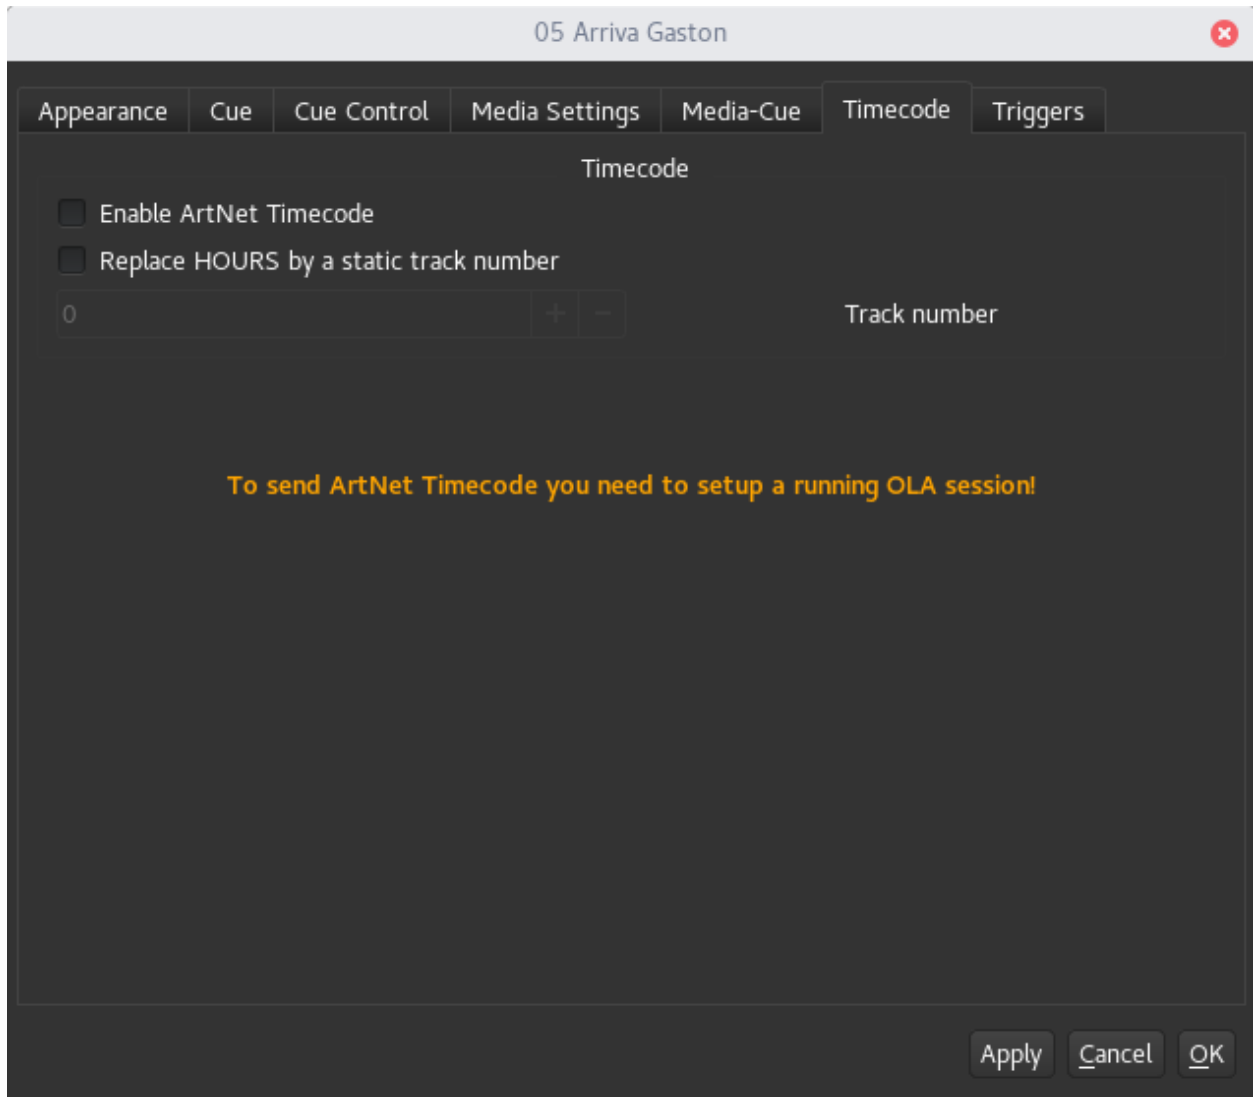 05 Arriva Gaston
Appearance Cue Cue Control Media Settings Media-Cue Timecode Triggers
Timecode
Enable ArtNet Timecode
Replace HOURS by a static track number
0 + - Track number
To send ArtNet Timecode you need to setup a running OLA session!
Apply Cancel OK